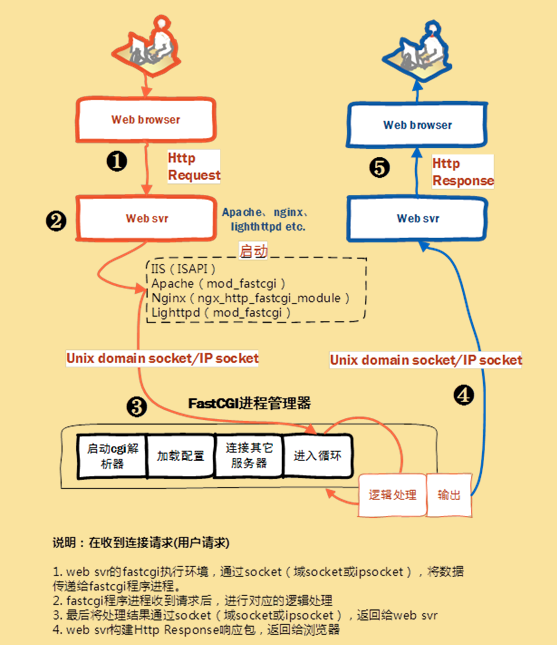 Web browser
Web browser
❶
Http
Request
❺
Http
Response
❷
Web svr
Web svr
Apache、nginx、
lighthttpd etc.
启动
IIS（ISAPI）
Apache（mod_fastcgi）
Nginx（ngx_http_fastcgi_module）
Lighttpd（mod_fastcgi）
Unix domain socket/IP socket
Unix domain socket/IP socket
❸
FastCGI进程管理器
❹
启动cgi解
析器
加载配置
连接其它
服务器
进入循环
逻辑处理
输出
说明：在收到连接请求(用户请求)
1. web svr的fastcgi执行环境，通过socket（域socket或ipsocket），将数据
传递给fastcgi程序进程。
2. fastcgi程序进程收到请求后，进行对应的逻辑处理
3. 最后将处理结果通过socket（域socket或ipsocket），返回给web svr
4. web svr构建Http Response响应包，返回给浏览器